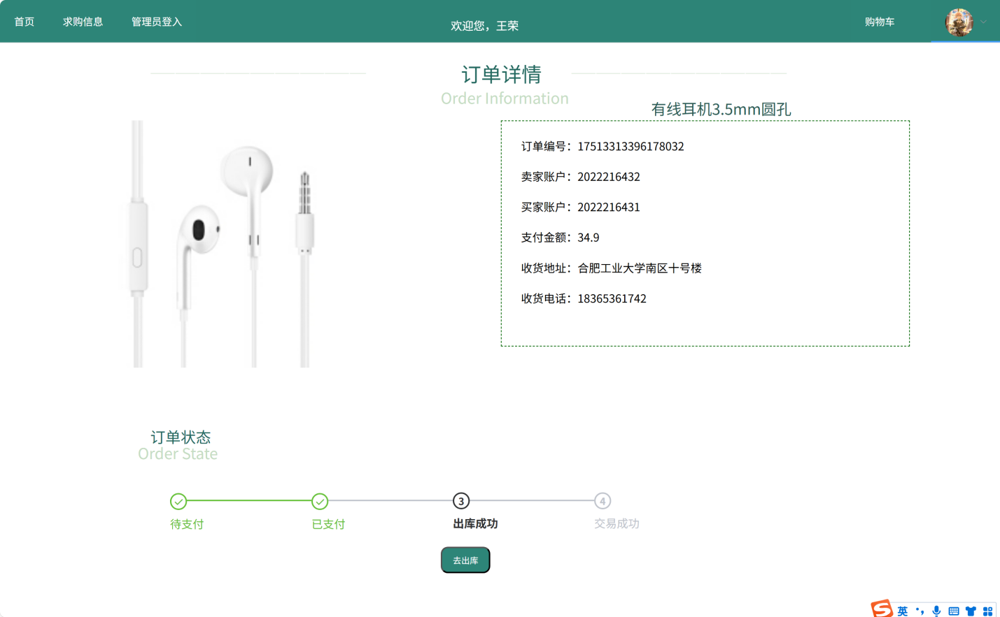 首页 求购信息 管理员登入 欢迎您，王荣 购物车
订单详情
Order Information
有线耳机3.5mm圆孔
订单编号：17513313396178032
卖家账户：2022216432
买家账户：2022216431
支付金额：34.9
收货地址：合肥工业大学南区十号楼
收货电话：18365361742
订单状态
Order State
3 4
待支付 已支付 出库成功 交易成功
去出库
S 英